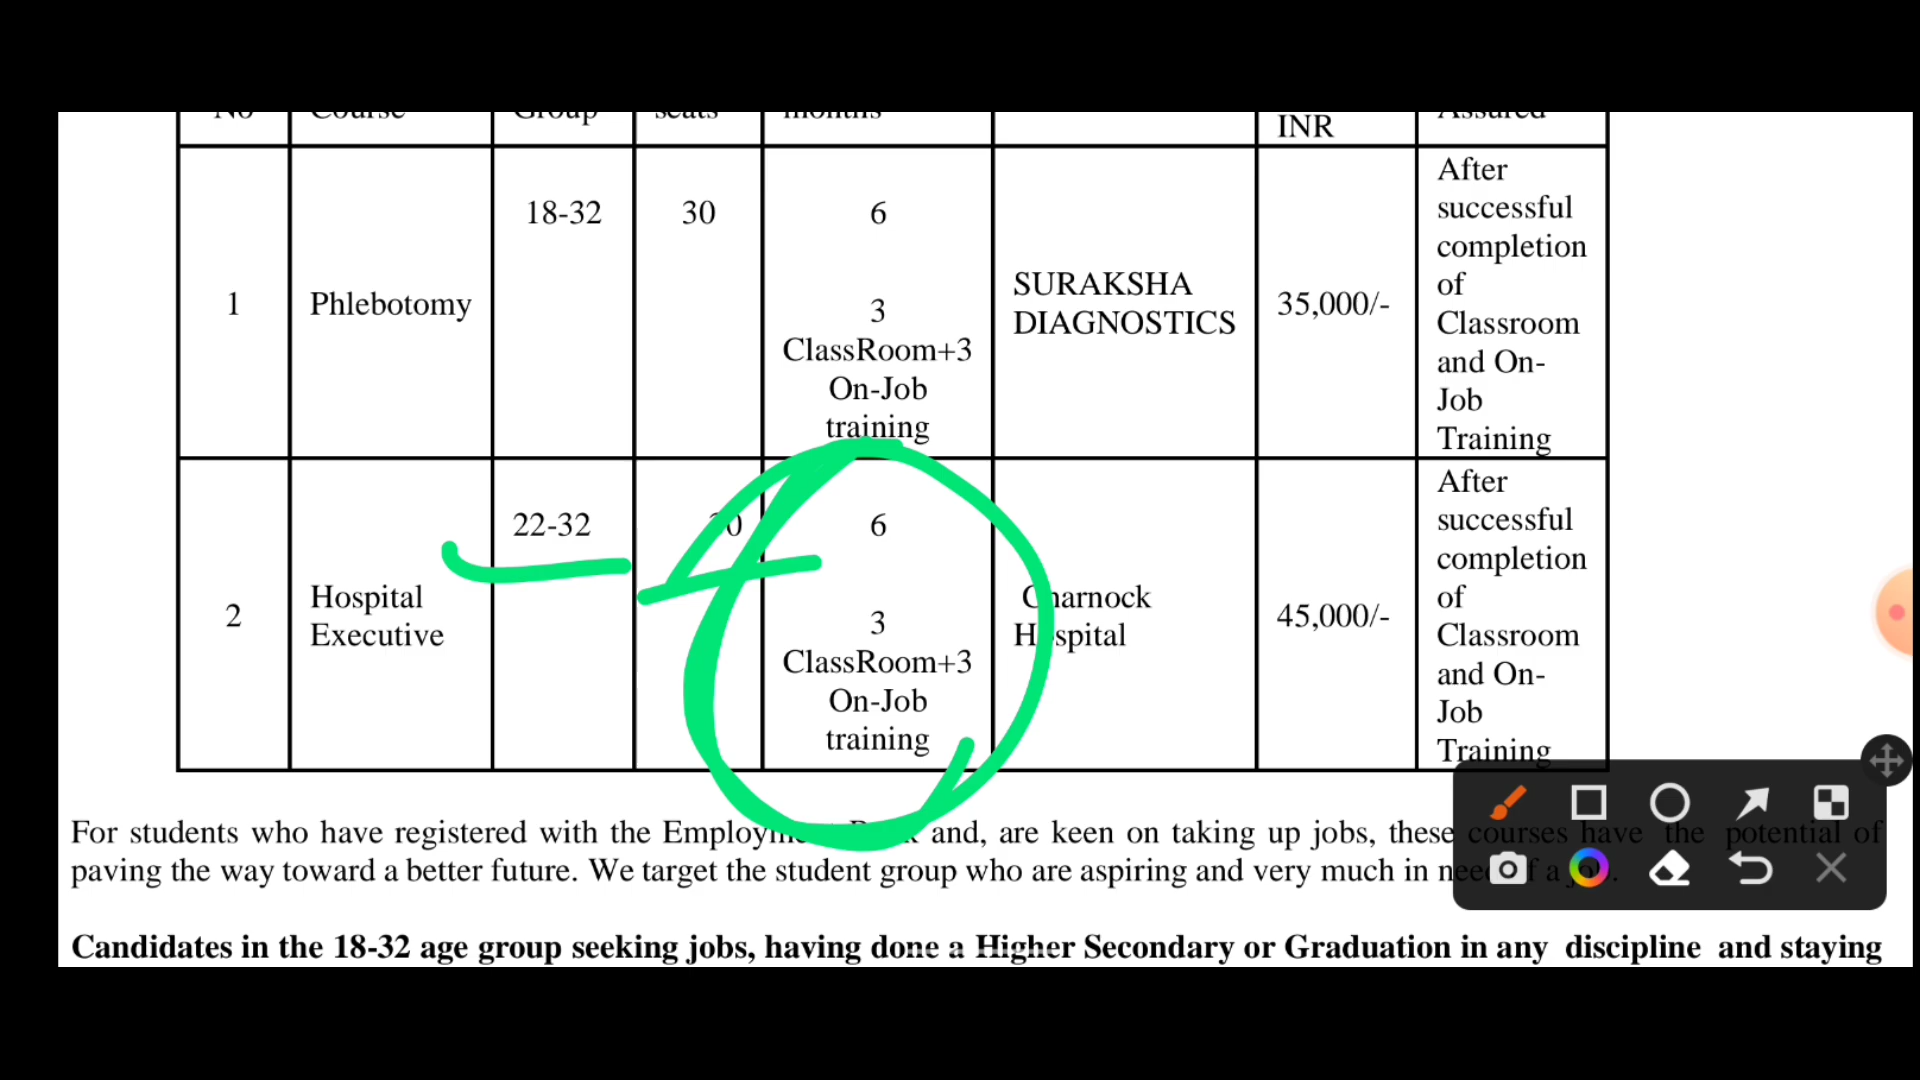 INR
After
successful
completion
of
Classroom
and On-
Job
Training
1
Phlebotomy
18-32
30
6
3
ClassRoom+3
On-Job
training
SURAKSHA
DIAGNOSTICS
35,000/-
2
Hospital
Executive
22-32
6
3
ClassRoom+3
On-Job
training
Charnock
Hospital
45,000/-
After
successful
completion
of
Classroom
and On-
Job
Training
For students who have registered with the and, are keen on taking up jobs, these courses have the potential of
paving the way toward a better future. We target the student group who are aspiring and very much in need of a job.
Candidates in the 18-32 age group seeking jobs, having done a Higher Secondary or Graduation in any discipline and staying